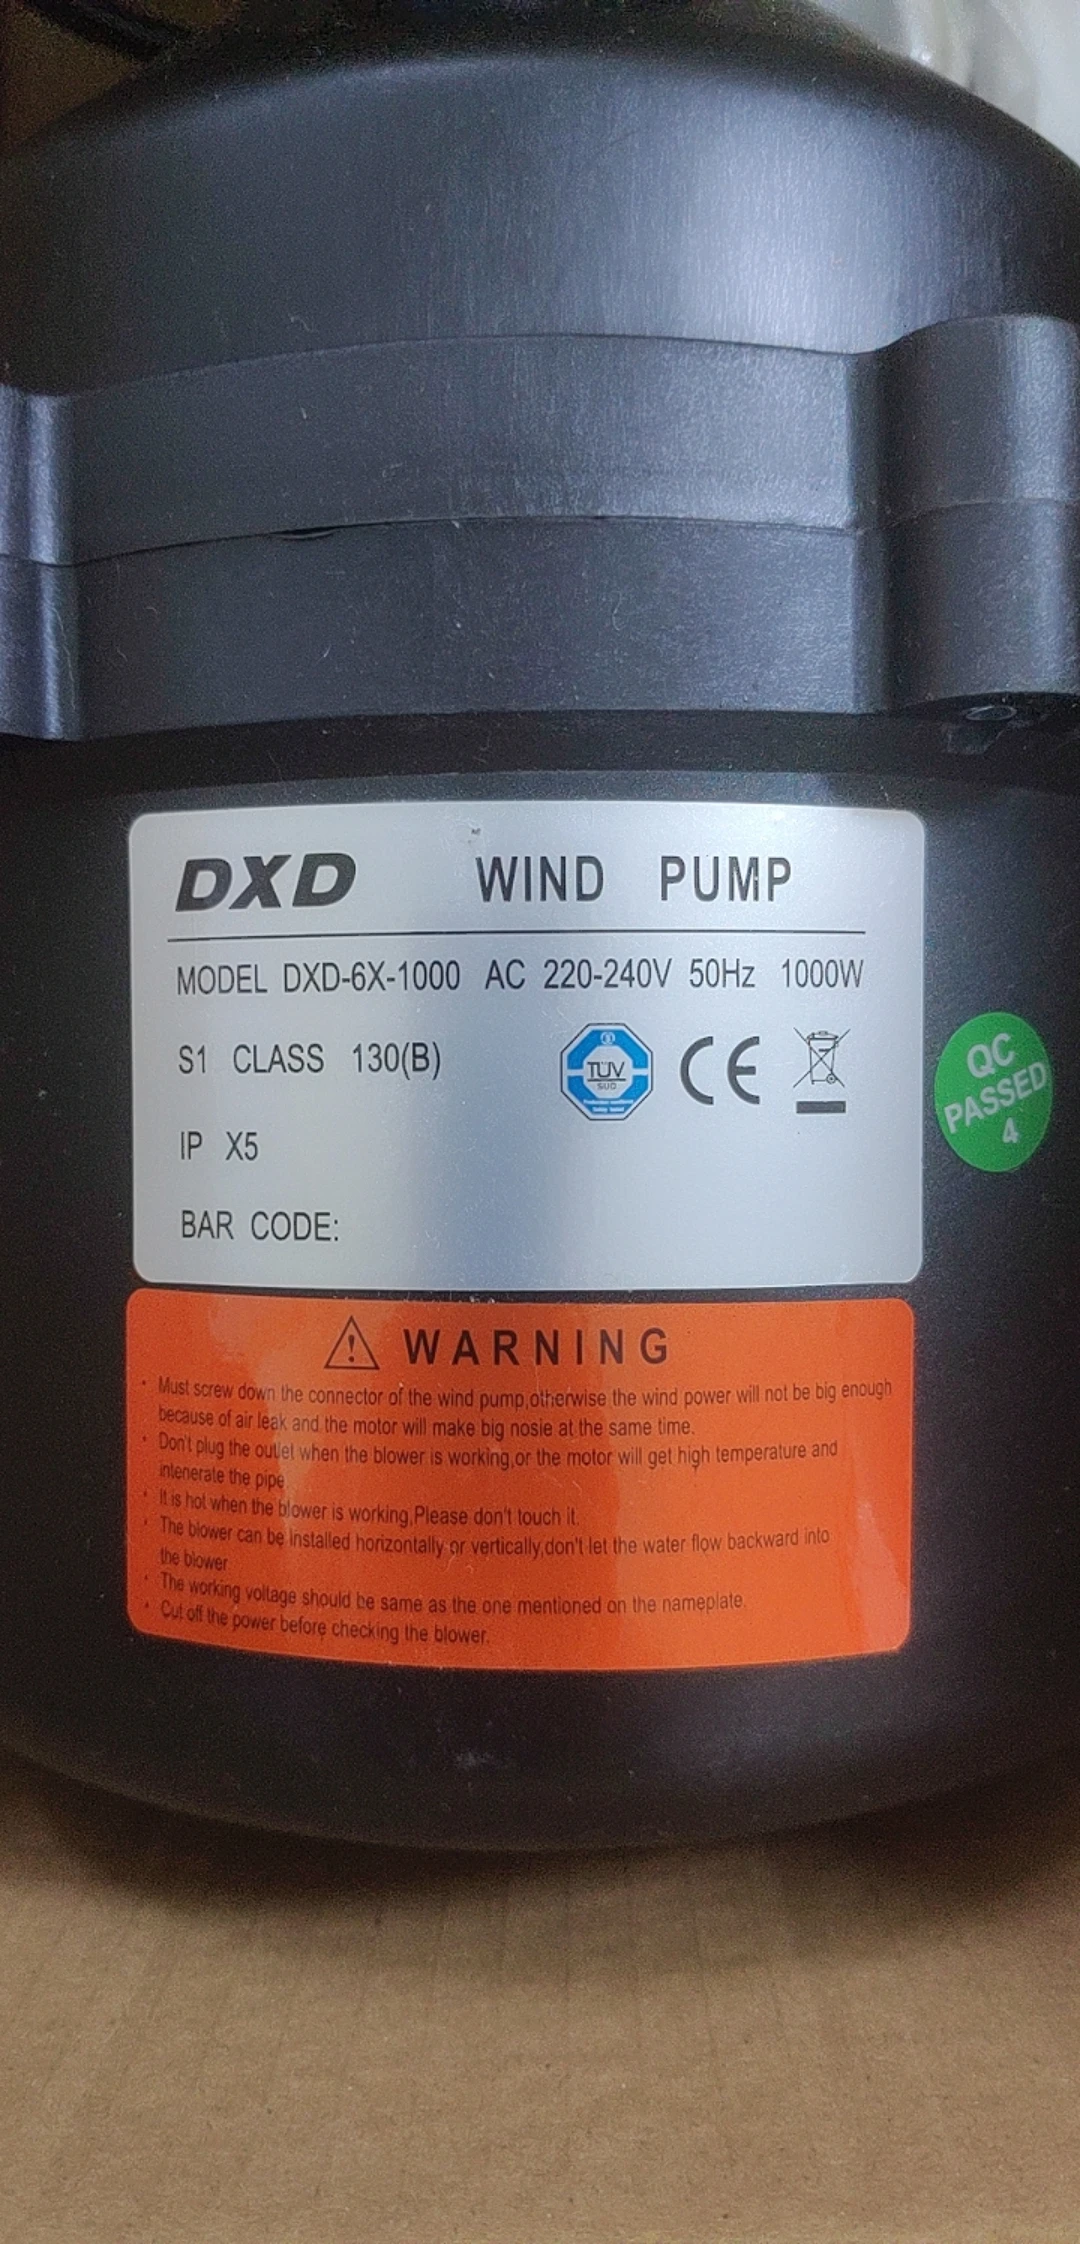 DXD WIND PUMP
MODEL DXD-6X-1000 AC 220-240V 50Hz 1000W
S1 CLASS 130(B)
TÜV
SUD
CE
IP X5
BAR CODE:
QC
PASSED
4
WARNING
· Must screw down the connector of the wind pump,otherwise the wind power will not be big enough
because of air leak and the motor will make big nosie at the same time.
· Don't plug the outlet when the blower is working,or the motor will get high temperature and
intenerate the pipe
· It is hot when the blower is working,Please don't touch it.
· The blower can be installed horizontally or vertically,don't let the water flow backward into
the blower
· The working voltage should be same as the one mentioned on the nameplate.
· Cut off the power before checking the blower.